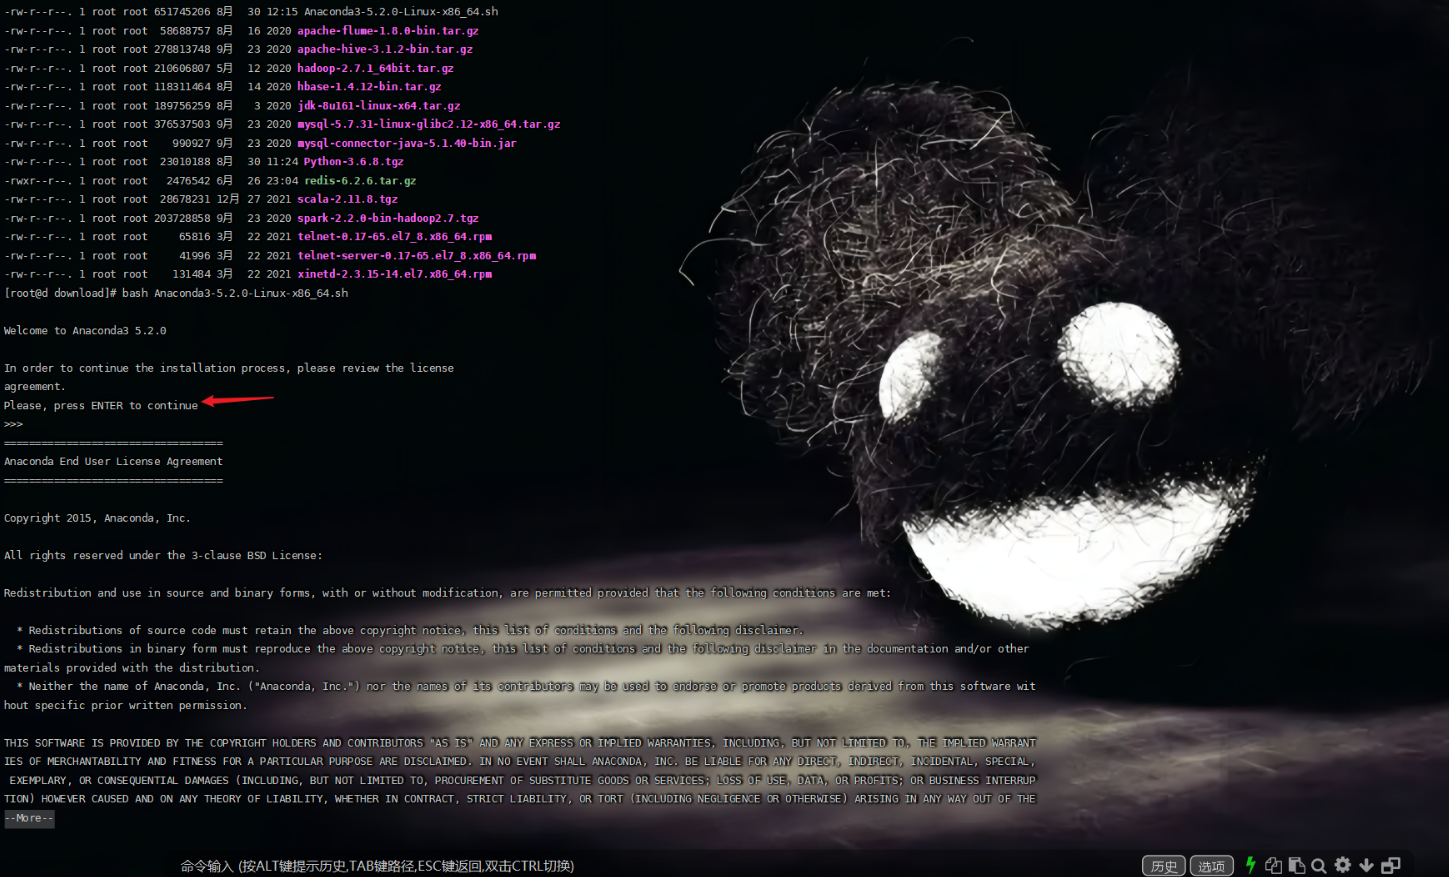 -rw-r--r--. 1 root root 651745206 8月  30 12:15 Anaconda3-5.2.0-Linux-x86_64.sh
-rw-r--r--. 1 root root  58688757 8月  16 2020 apache-flume-1.8.0-bin.tar.gz
-rw-r--r--. 1 root root 278813748 9月  23 2020 apache-hive-3.1.2-bin.tar.gz
-rw-r--r--. 1 root root 210606807 5月  12 2020 hadoop-2.7.1_64bit.tar.gz
-rw-r--r--. 1 root root 118311464 8月  14 2020 hbase-1.4.12-bin.tar.gz
-rw-r--r--. 1 root root 189756259 8月   3 2020 jdk-8u161-linux-x64.tar.gz
-rw-r--r--. 1 root root 376537503 9月  23 2020 mysql-5.7.31-linux-glibc2.12-x86_64.tar.gz
-rw-r--r--. 1 root root    990927 9月  23 2020 mysql-connector-java-5.1.40-bin.jar
-rw-r--r--. 1 root root  23010188 8月  30 11:24 Python-3.6.8.tgz
-rwxr--r--. 1 root root   2476542 6月  26 23:04 redis-6.2.6.tar.gz
-rw-r--r--. 1 root root  28678231 12月 27 2021 scala-2.11.8.tgz
-rw-r--r--. 1 root root 203728858 9月  23 2020 spark-2.2.0-bin-hadoop2.7.tgz
-rw-r--r--. 1 root root     65816 3月  22 2021 telnet-0.17-65.el7_8.x86_64.rpm
-rw-r--r--. 1 root root     41996 3月  22 2021 telnet-server-0.17-65.el7_8.x86_64.rpm
-rw-r--r--. 1 root root    131484 3月  22 2021 xinetd-2.3.15-14.el7.x86_64.rpm
[root@d download]# bash Anaconda3-5.2.0-Linux-x86_64.sh
Welcome to Anaconda3 5.2.0
In order to continue the installation process, please review the license
agreement.
Please, press ENTER to continue
>>>
===================================
Anaconda End User License Agreement
===================================
Copyright 2015, Anaconda, Inc.
All rights reserved under the 3-clause BSD License:
Redistribution and use in source and binary forms, with or without modification, are permitted provided that the following conditions are met:
  * Redistributions of source code must retain the above copyright notice, this list of conditions and the following disclaimer.
  * Redistributions in binary form must reproduce the above copyright notice, this list of conditions and the following disclaimer in the documentation and/or other
materials provided with the distribution.
  * Neither the name of Anaconda, Inc. ("Anaconda, Inc.") nor the names of its contributors may be used to endorse or promote products derived from this software wit
hout specific prior written permission.
THIS SOFTWARE IS PROVIDED BY THE COPYRIGHT HOLDERS AND CONTRIBUTORS "AS IS" AND ANY EXPRESS OR IMPLIED WARRANTIES, INCLUDING, BUT NOT LIMITED TO, THE IMPLIED WARRANT
IES OF MERCHANTABILITY AND FITNESS FOR A PARTICULAR PURPOSE ARE DISCLAIMED. IN NO EVENT SHALL ANACONDA, INC. BE LIABLE FOR ANY DIRECT, INDIRECT, INCIDENTAL, SPECIAL,
 EXEMPLARY, OR CONSEQUENTIAL DAMAGES (INCLUDING, BUT NOT LIMITED TO, PROCUREMENT OF SUBSTITUTE GOODS OR SERVICES; LOSS OF USE, DATA, OR PROFITS; OR BUSINESS INTERRUP
TION) HOWEVER CAUSED AND ON ANY THEORY OF LIABILITY, WHETHER IN CONTRACT, STRICT LIABILITY, OR TORT (INCLUDING NEGLIGENCE OR OTHERWISE) ARISING IN ANY WAY OUT OF THE
--More--
命令输入 (按ALT键提示历史,TAB键路径,ESC键返回,双击CTRL切换) 历史 选项